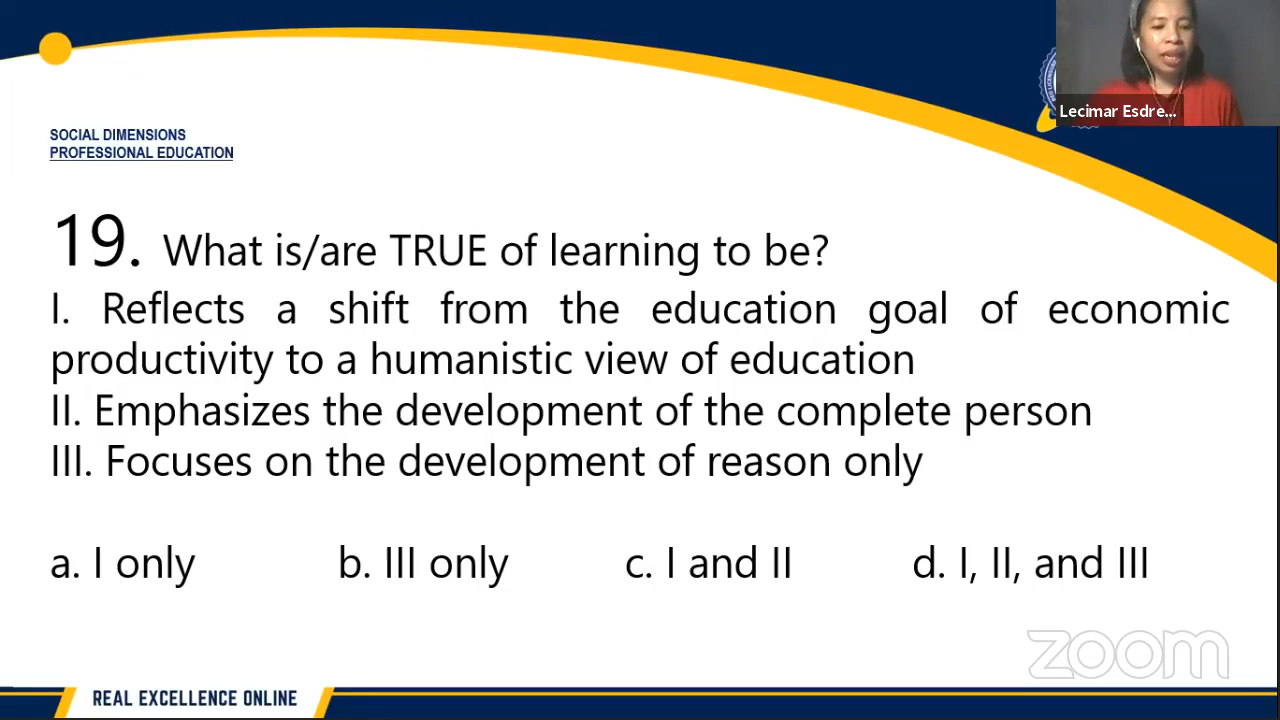 Lecimar Esdre...
SOCIAL DIMENSIONS
PROFESSIONAL EDUCATION
19. What is/are TRUE of learning to be?
I. Reflects a shift from the education goal of economic
productivity to a humanistic view of education
II. Emphasizes the development of the complete person
III. Focuses on the development of reason only
a. I only b. III only c. I and II d. I, II, and III
zoom
REAL EXCELLENCE ONLINE